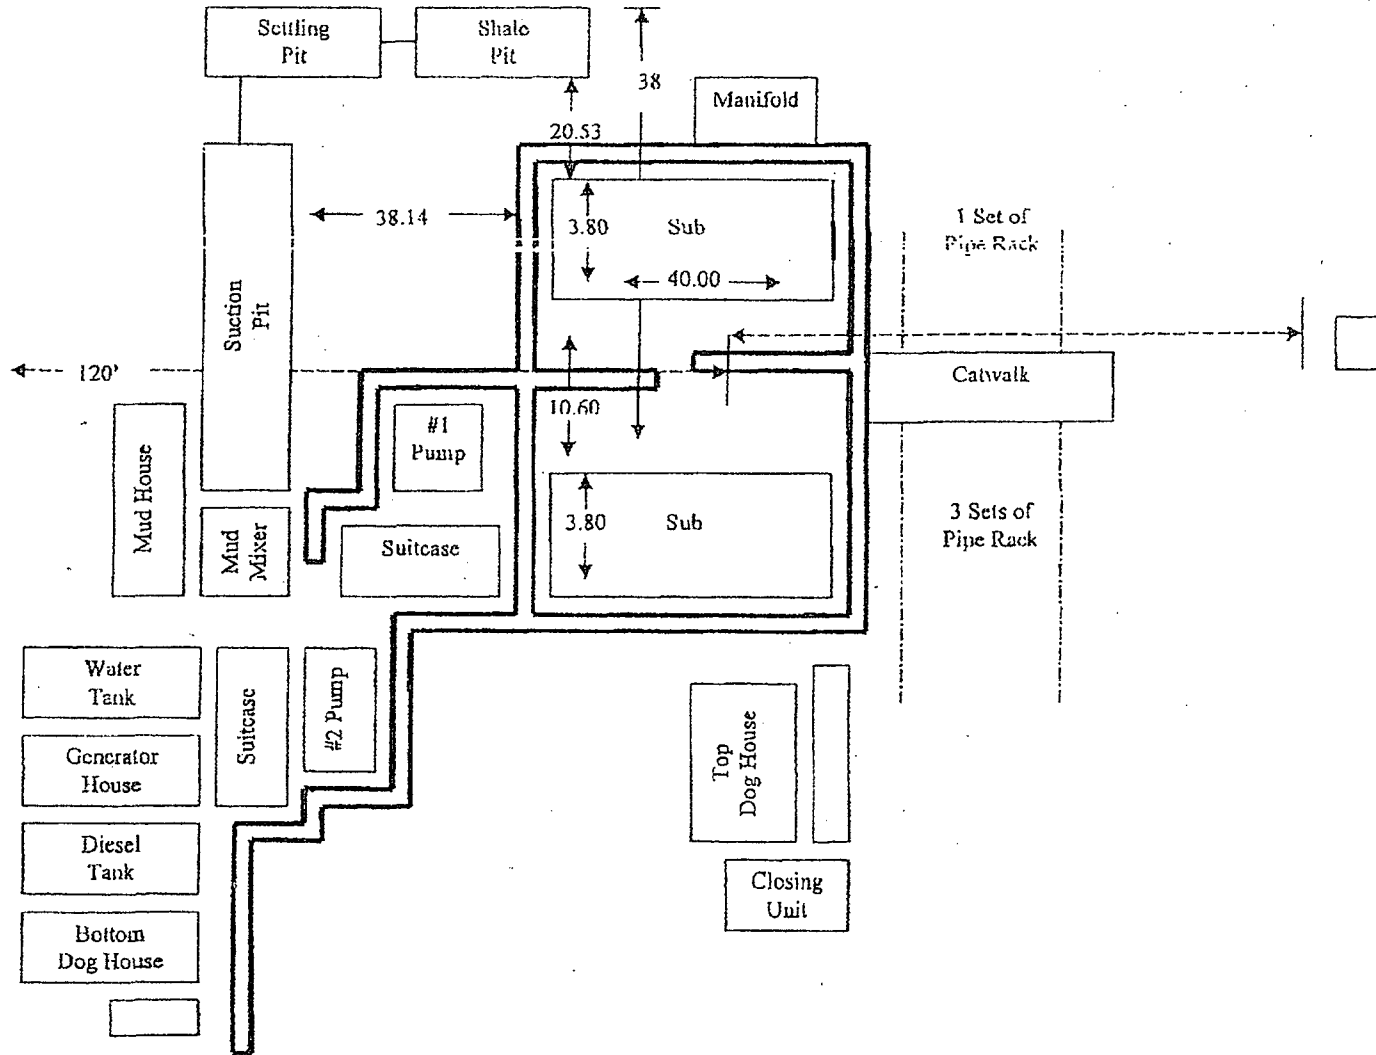 Settling
Pit
Shale
Pit
38
Manifold
20.53
38.14
3.80
Sub
1 Set of
Pipe Rack
40.00
Suction
Pit
120'
Catwalk
10.60
#1
Pump
Mud House
Mud
Mixer
Suitcase
3.80
Sub
3 Sets of
Pipe Rack
Water
Tank
Suitcase
#2 Pump
Generator
House
Top
Dog House
Diesel
Tank
Closing
Unit
Bottom
Dog House